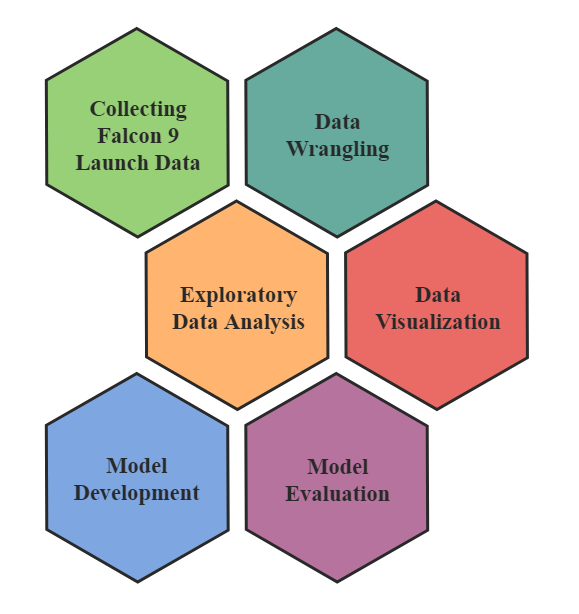 Collecting
Falcon 9
Launch Data
Data
Wrangling
Exploratory
Data Analysis
Data
Visualization
Model
Development
Model
Evaluation